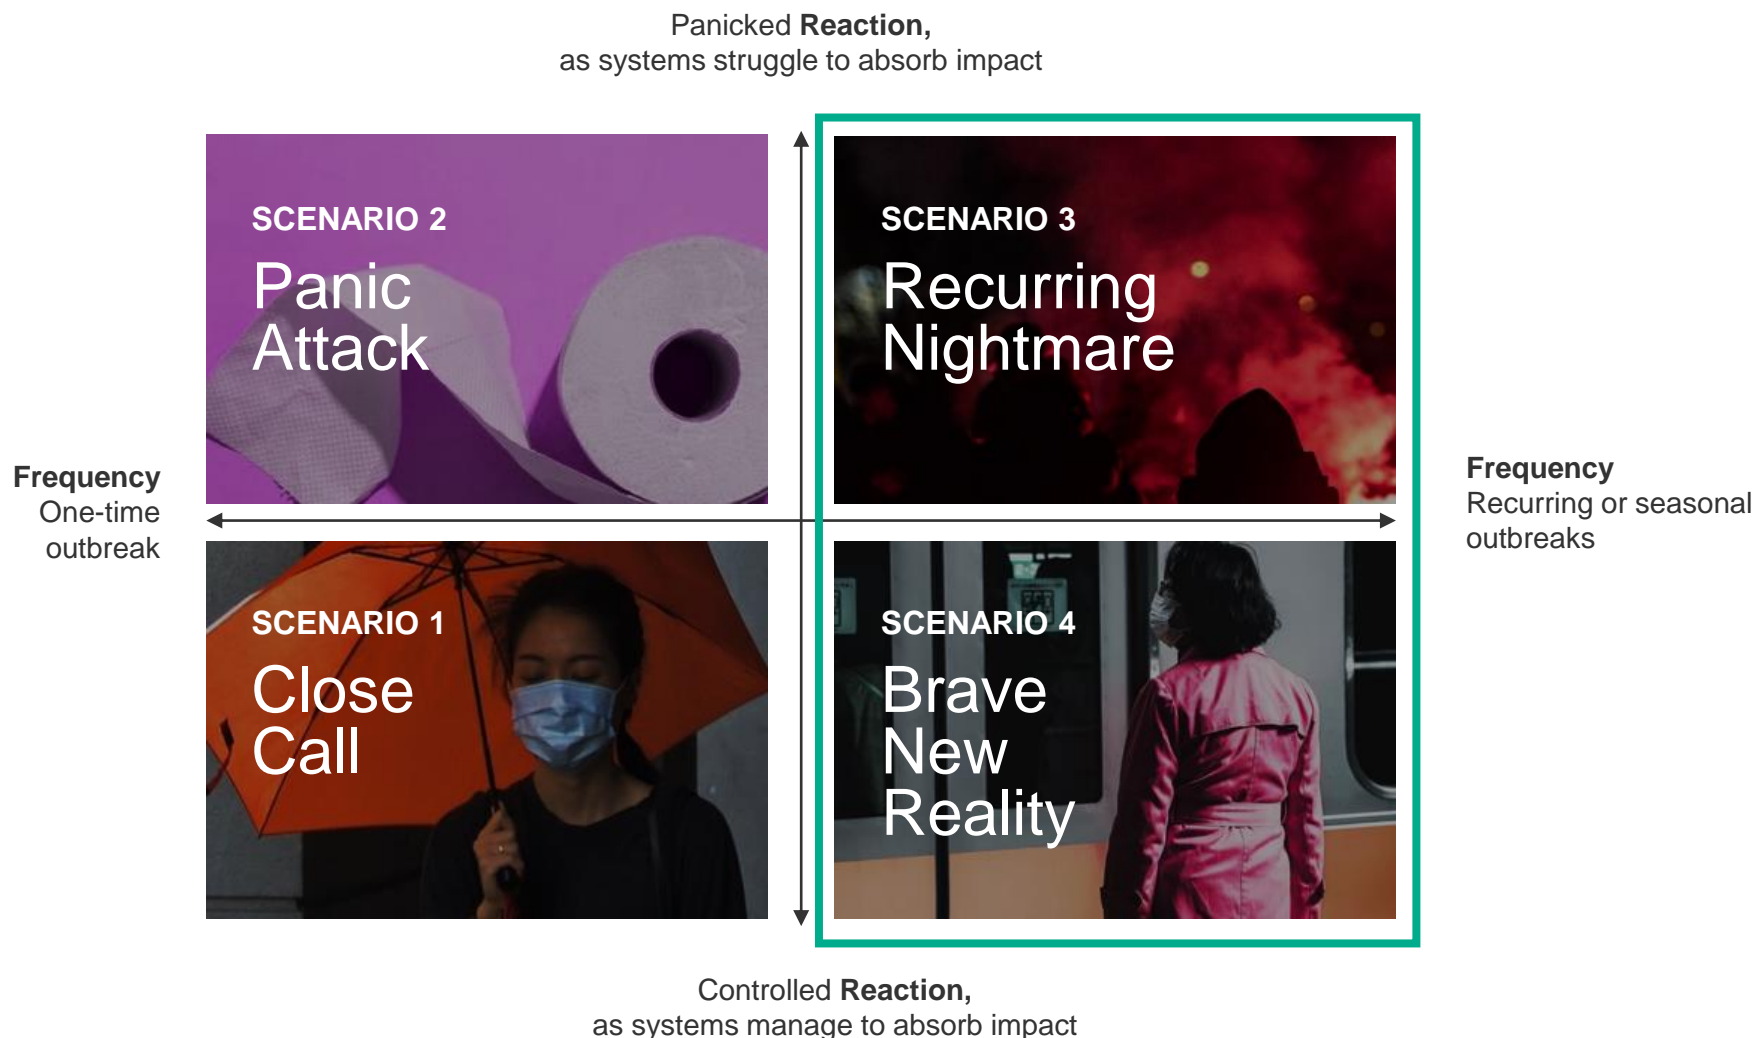 Panicked Reaction,
as systems struggle to absorb impact
SCENARIO 2
Panic
Attack
SCENARIO 3
Recurring
Nightmare
Frequency
One-time
outbreak
Frequency
Recurring or seasonal
outbreaks
SCENARIO 1
Close
Call
SCENARIO 4
Brave
New
Reality
Controlled Reaction,
as systems manage to absorb impact